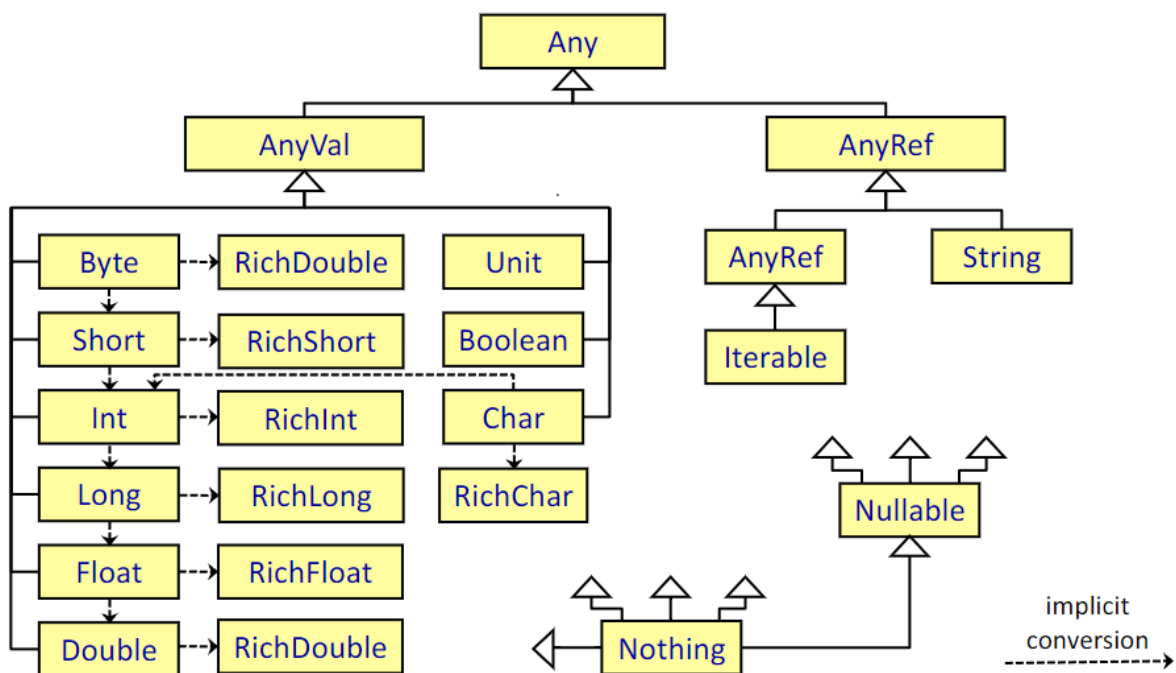 Any
AnyVal
AnyRef
Byte
RichDouble
Unit
AnyRef
String
Short
RichShort
Boolean
Iterable
Int
RichInt
Char
Long
RichLong
RichChar
Nullable
Float
RichFloat
Double
RichDouble
Nothing
implicit
conversion